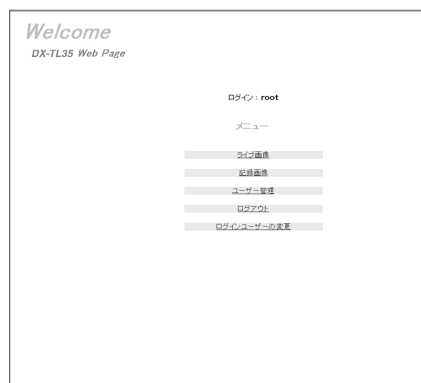 Welcome
DX-TL35 Web Page
ログイン : root
メニュー
ライブ画像
記録画像
ユーザー管理
ログアウト
ログインユーザーの変更